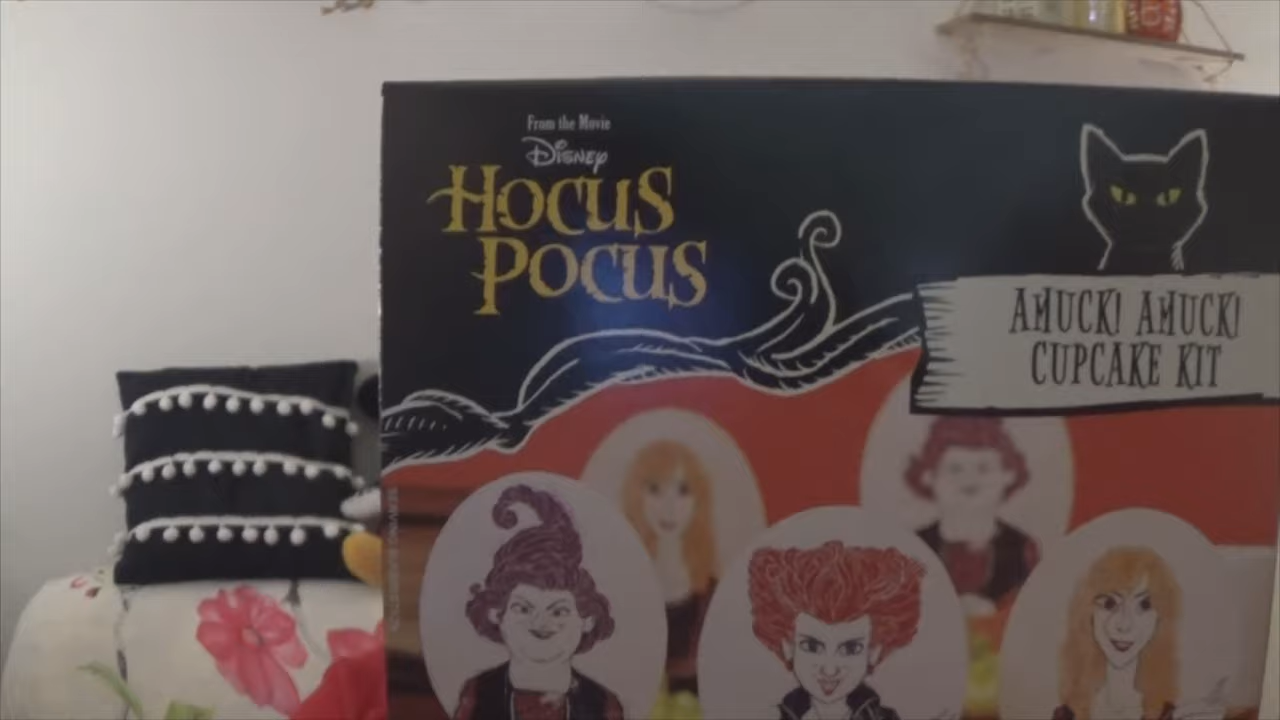 From the Movie
Disney
HOCUS
POCUS
AMUCK! AMUCK!
CUPCAKE KIT